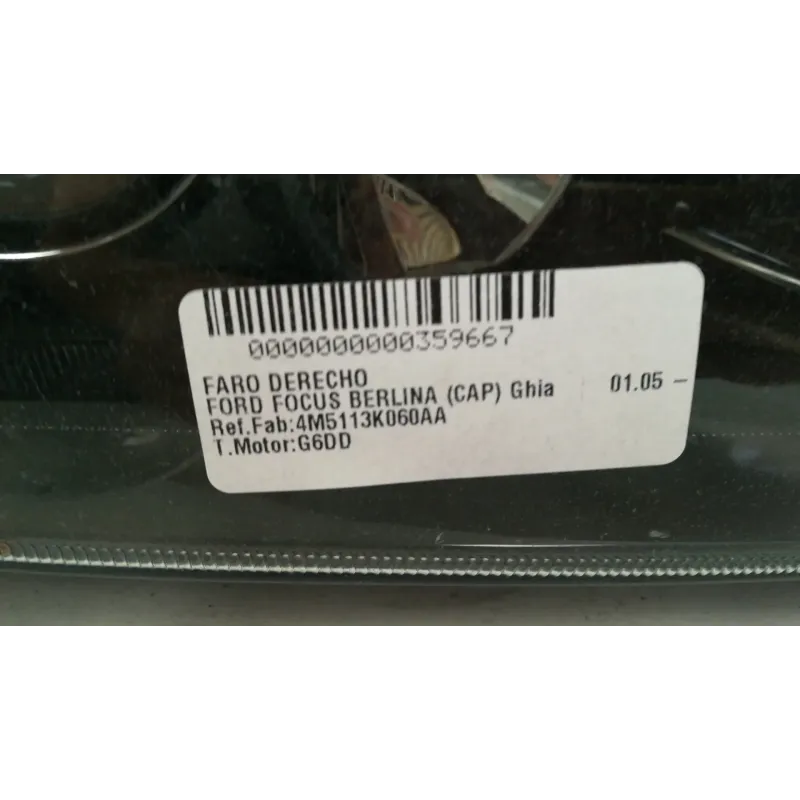 0000000000359667
FARO DERECHO
FORD FOCUS BERLINA (CAP) Ghia 01.05 -
Ref.Fab:4M5113K060AA
T.Motor:G6DD